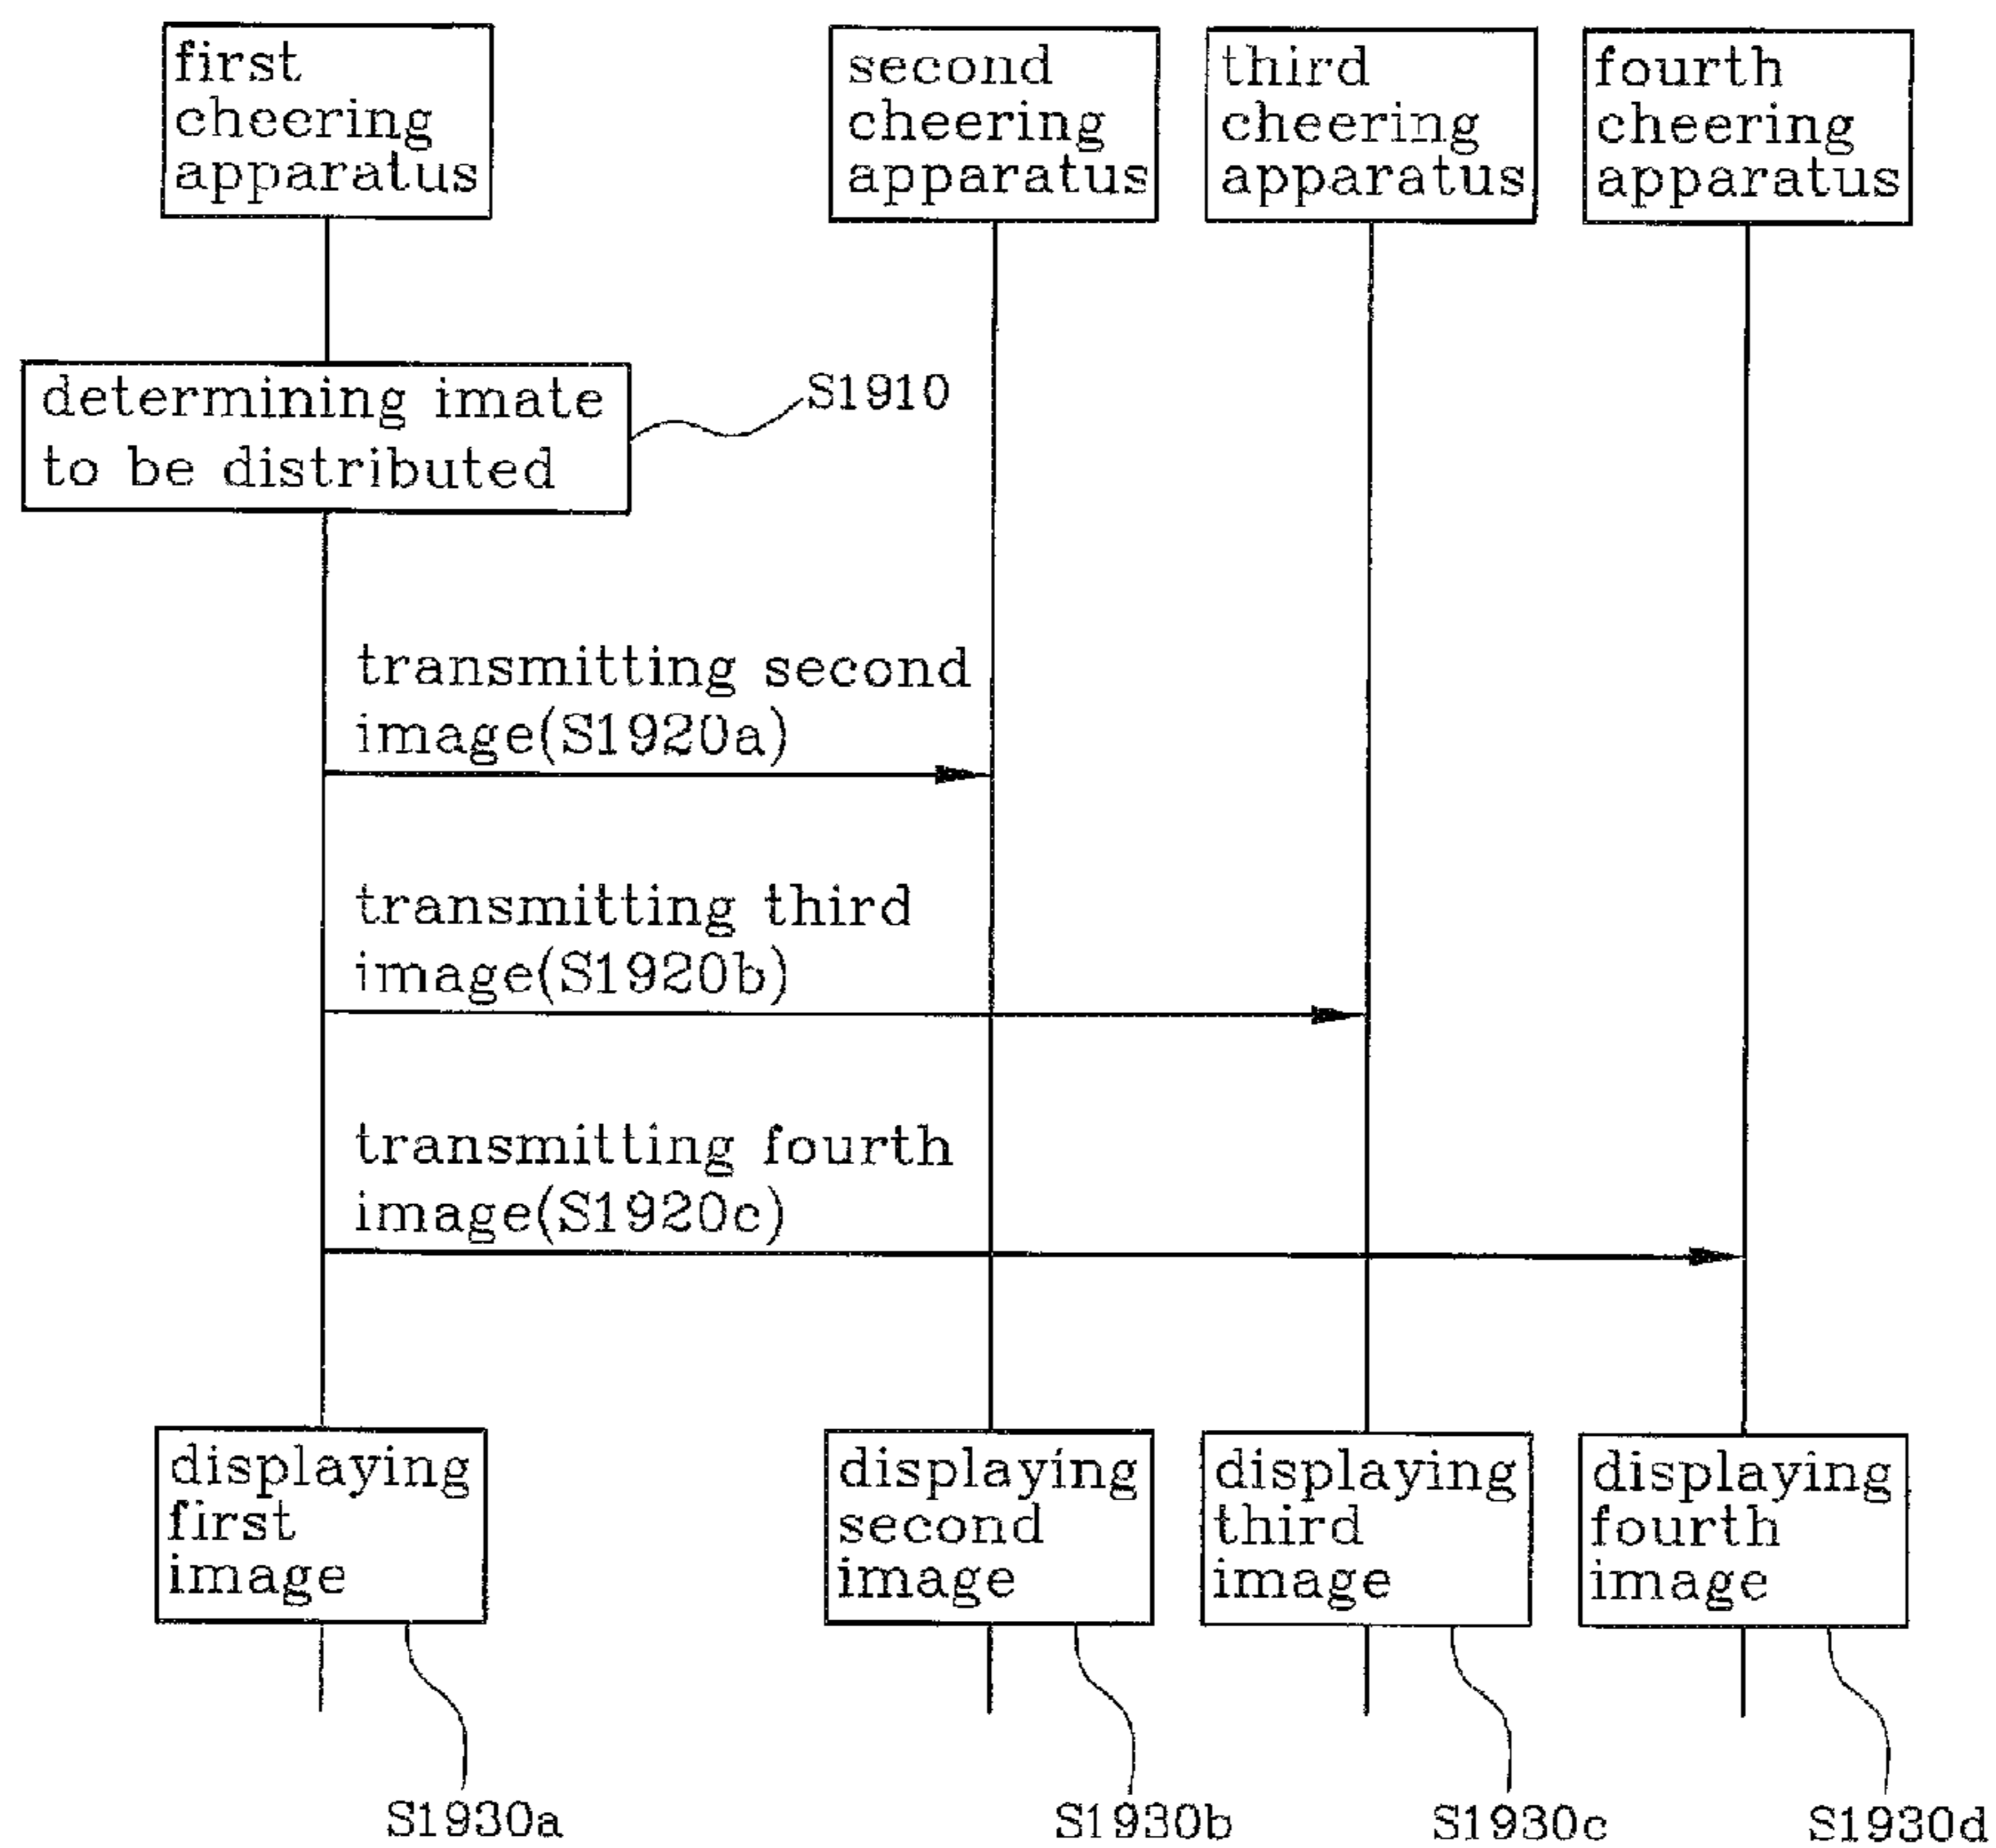 first
cheering
apparatus
second
cheering
apparatus
third
cheering
apparatus
fourth
cheering
apparatus
determining imate
to be distributed
S1910
transmitting second
image(S1920a)
transmitting third
image(S1920b)
transmitting fourth
image(S1920c)
displaying
first
image
displaying
second
image
displaying
third
image
displaying
fourth
image
S1930a
S1930b
S1930c
S1930d